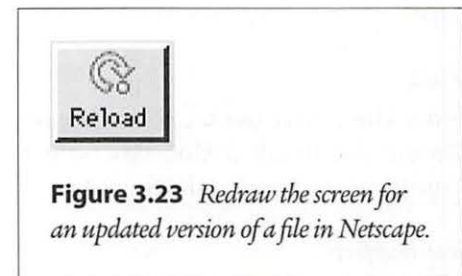 Reload
Figure 3.23 Redraw the screen for
an updated version of a file in Netscape.